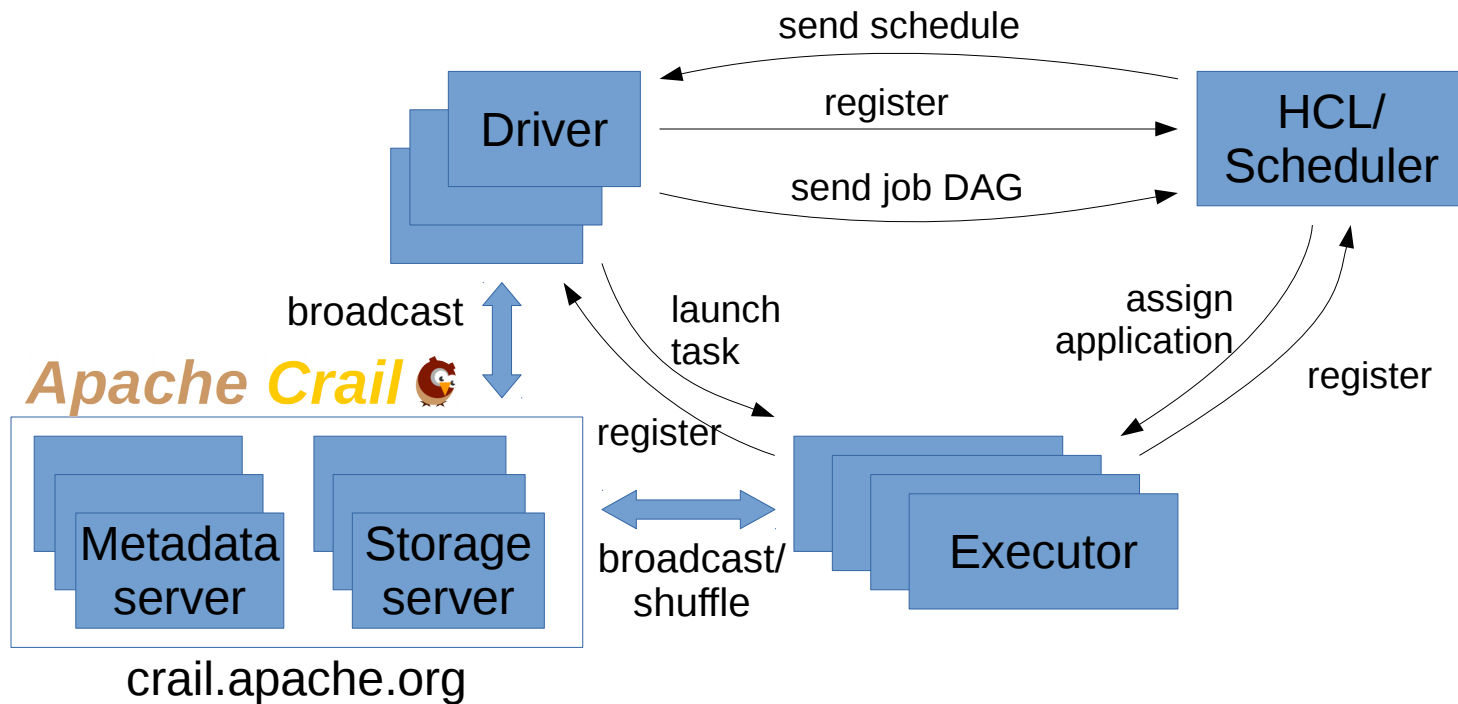 send schedule
register
send job DAG
Driver
HCL/
Scheduler
broadcast
launch
task
assign
application
register
Apache Crail
register
Metadata
server
Storage
server
broadcast/
shuffle
Executor
crail.apache.org